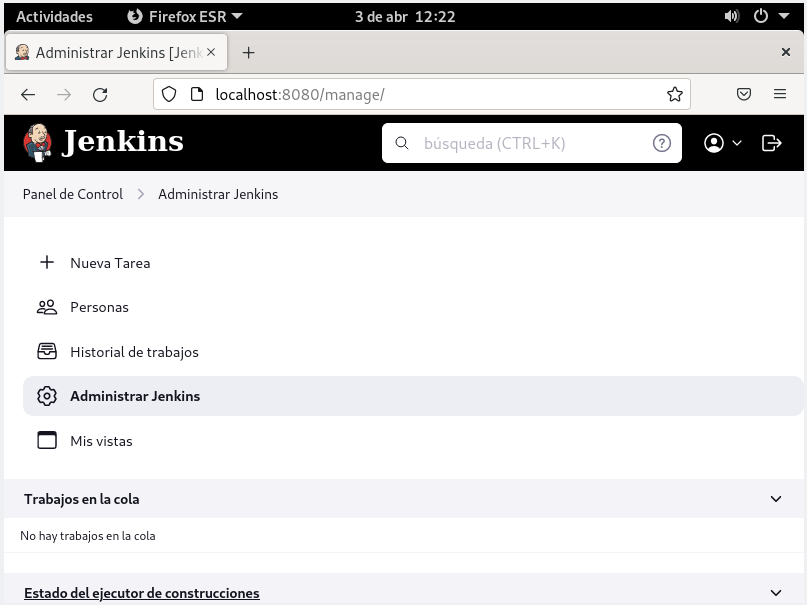 Actividades Firefox ESR 3 de abr 12:22
Administrar Jenkins [Jenk
localhost:8080/manage/
Jenkins búsqueda (CTRL+K)
Panel de Control Administrar Jenkins
Nueva Tarea
Personas
Historial de trabajos
Administrar Jenkins
Mis vistas
Trabajos en la cola
No hay trabajos en la cola
Estado del ejecutor de construcciones